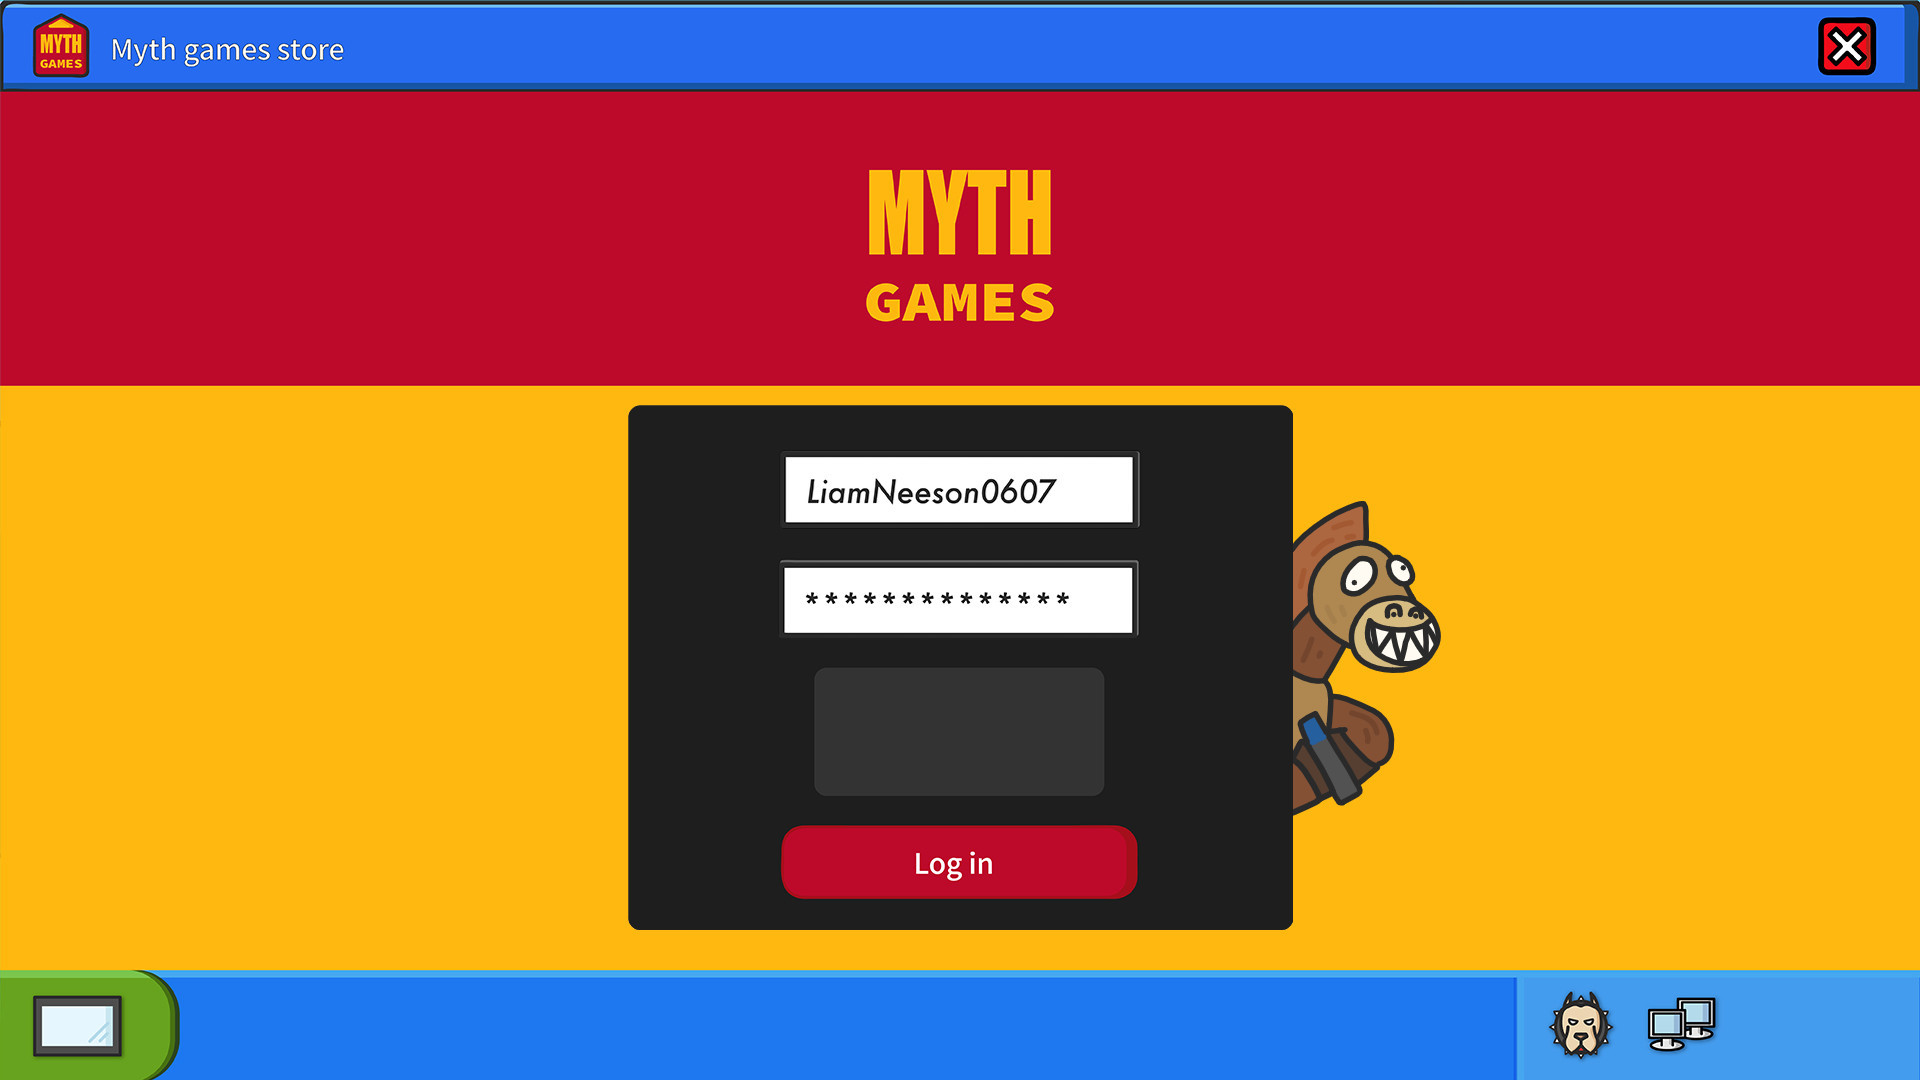 MYTH
GAMES
Myth games store
MYTH
GAMES
LiamNeeson0607
**************
Log in